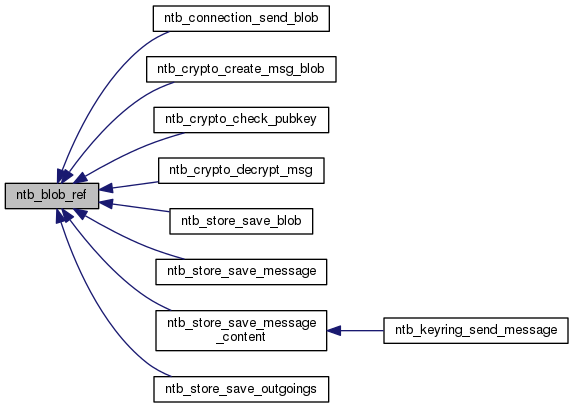 ntb_connection_send_blob
ntb_crypto_create_msg_blob
ntb_crypto_check_pubkey
ntb_crypto_decrypt_msg
ntb_blob_ref
ntb_store_save_blob
ntb_store_save_message
ntb_store_save_message
_content
ntb_keyring_send_message
ntb_store_save_outgoings